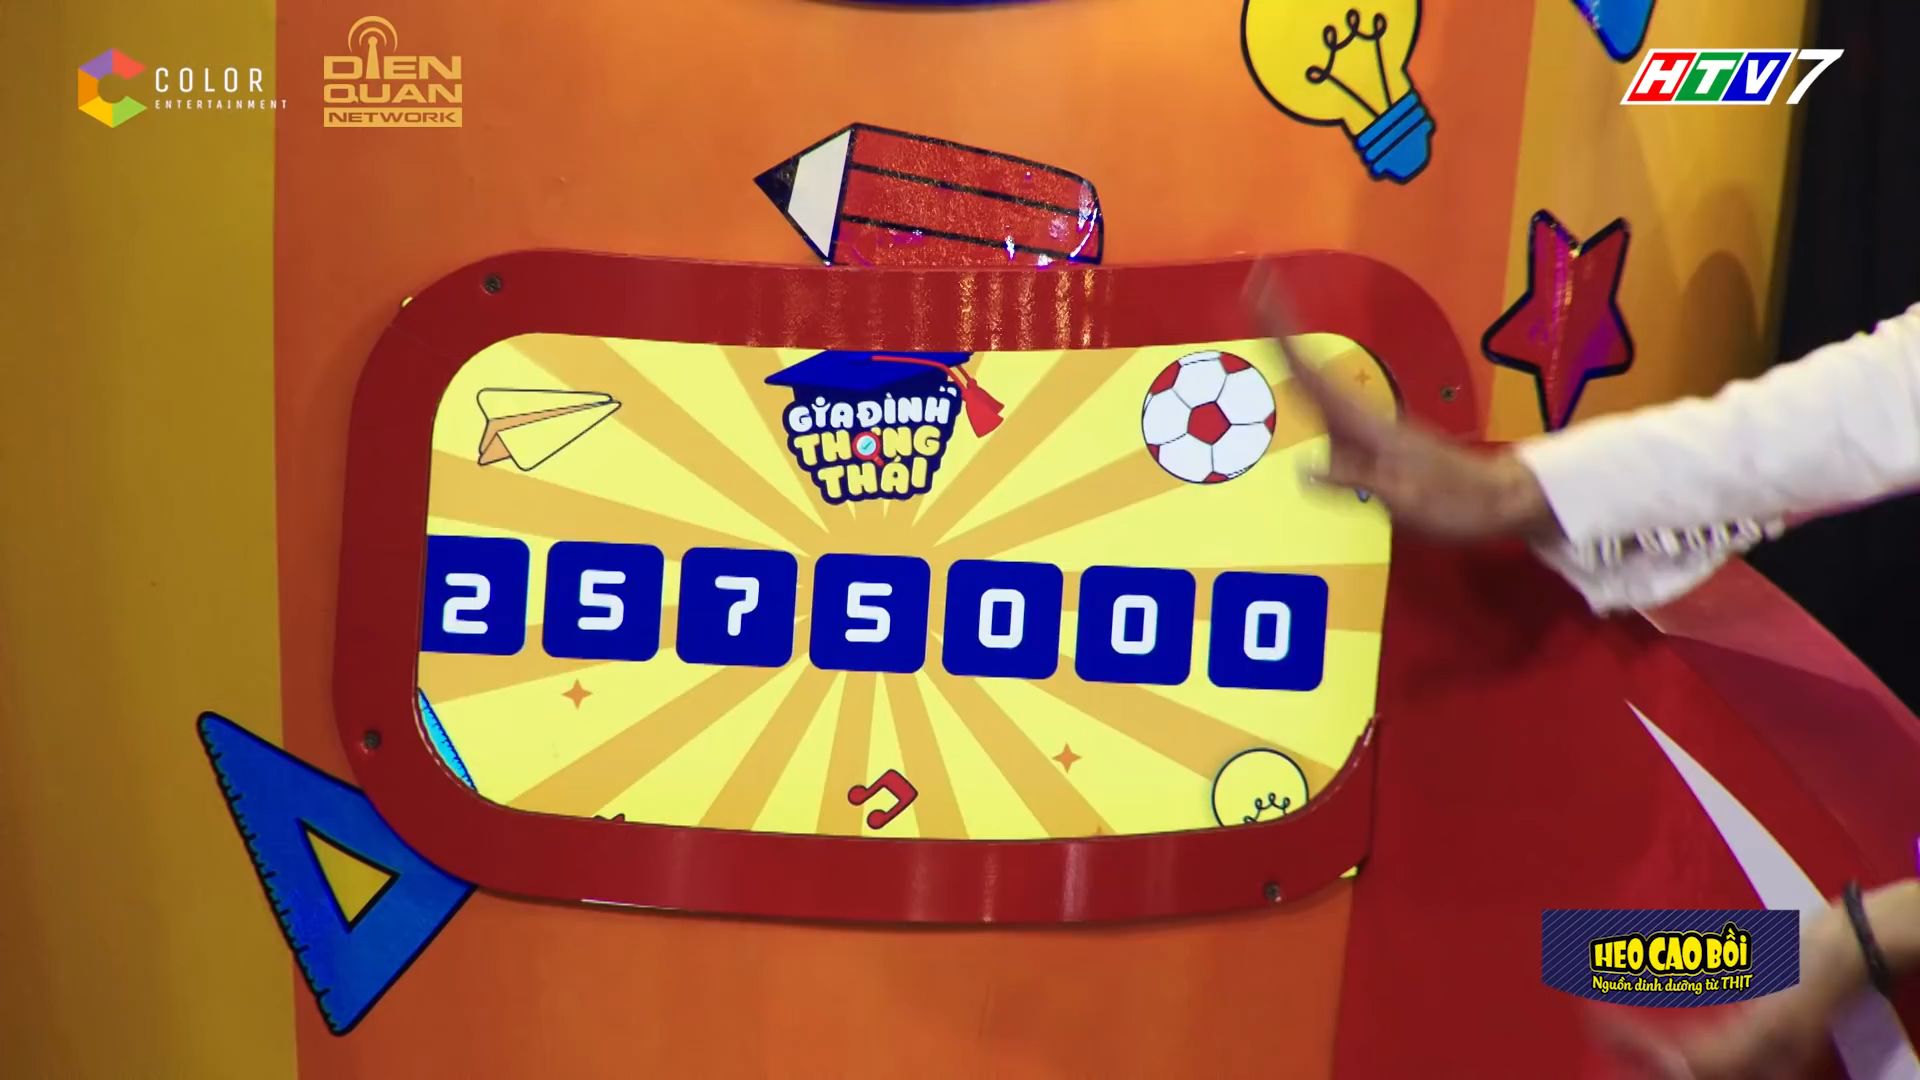 COLOR
ENTERTAINMENT
DIEN
QUAN
NETWORK
HTV7
GIA ĐÌNH
THÔNG
THÁI
2575000
HEO CAO BỒI
Nguồn dinh dưỡng từ THỊT